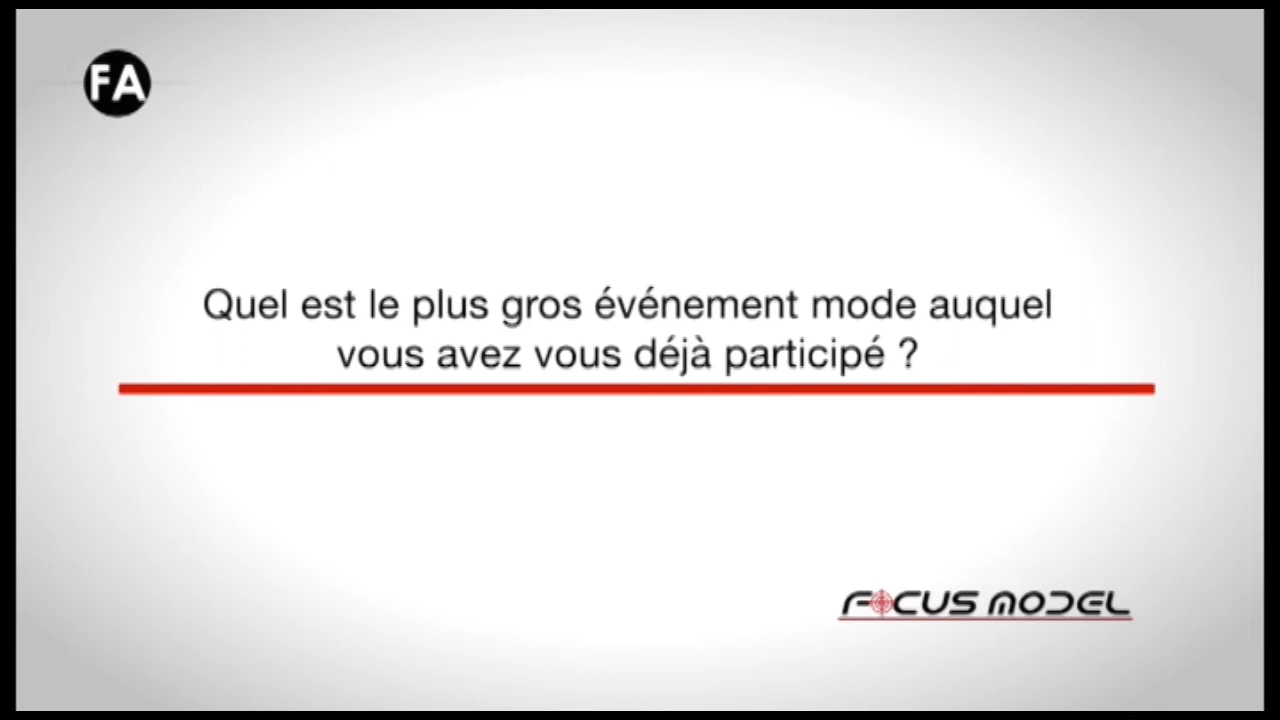 FA
Quel est le plus gros événement mode auquel
vous avez vous déjà participé ?
FOCUS MODEL